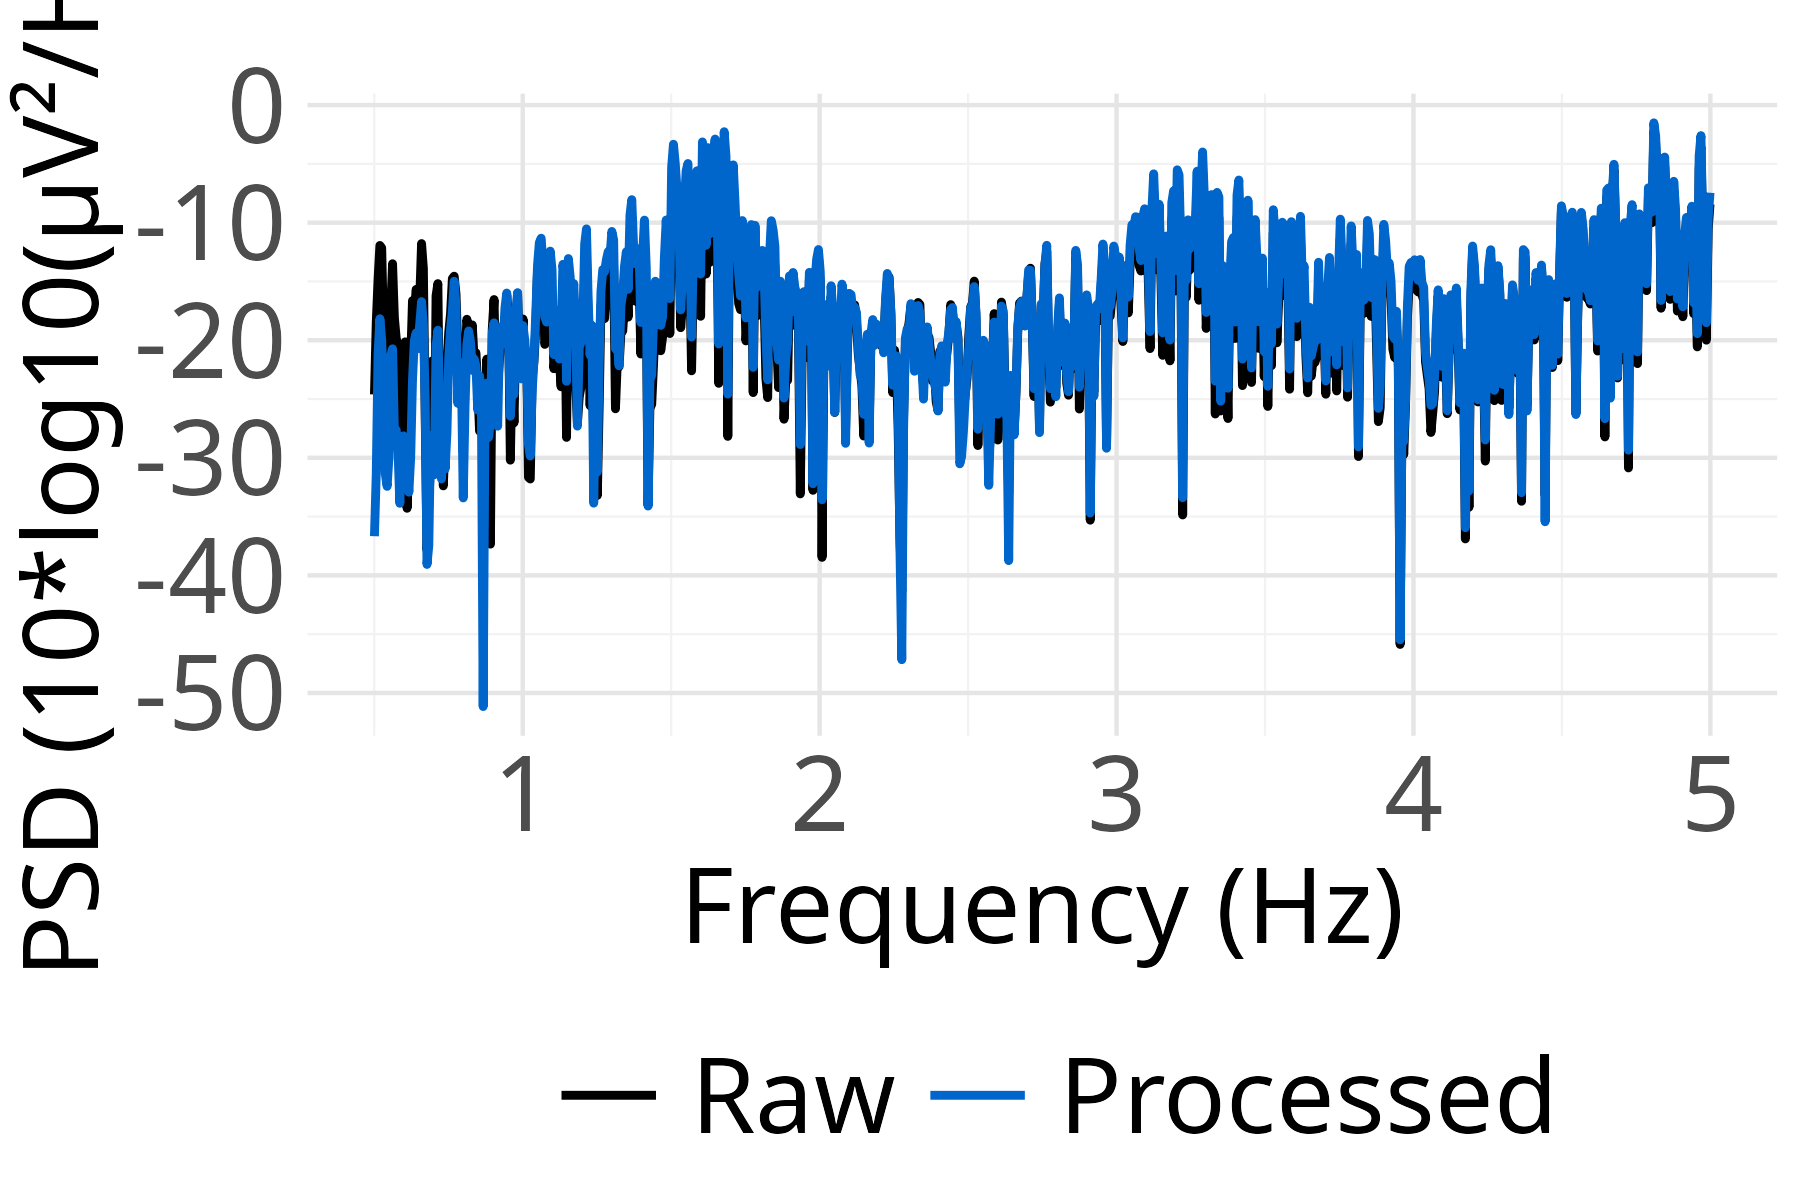 PSD (10*log10(µV²/H
0
-10
-20
-30
-40
-50
1 2 3 4 5
Frequency (Hz)
Raw Processed